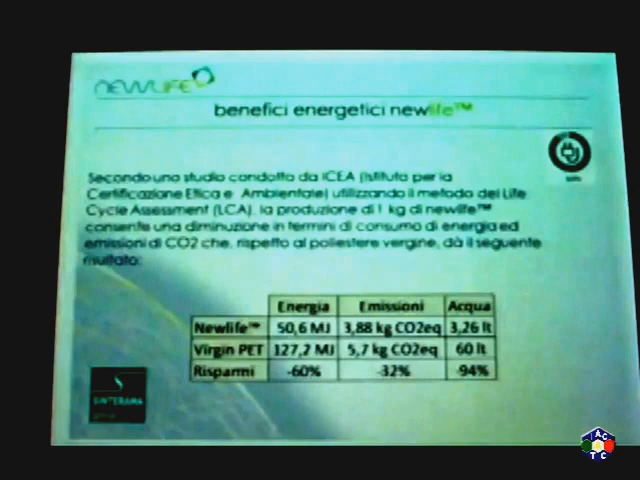 NEWLIFE
benefici energetici newlife™
Secondo uno studio condotto da ICEA (Istituto per la
Certificazione Etica e Ambientale) utilizzando il metodo del Life
Cycle Assessment (LCA), la produzione di 1 kg di newlife™
consente una diminuzione in termini di consumo di energia ed
emissioni di CO2 che, rispetto al poliestere vergine, dà il seguente
risultato:
Energia Emissioni Acqua
Newlife™ 50,6 MJ 3,88 kg CO2eq 3,26 lt
Virgin PET 127,2 MJ 5,7 kg CO2eq 60 lt
Risparmi -60% -32% -94%
SINTERAMA
A C
T C